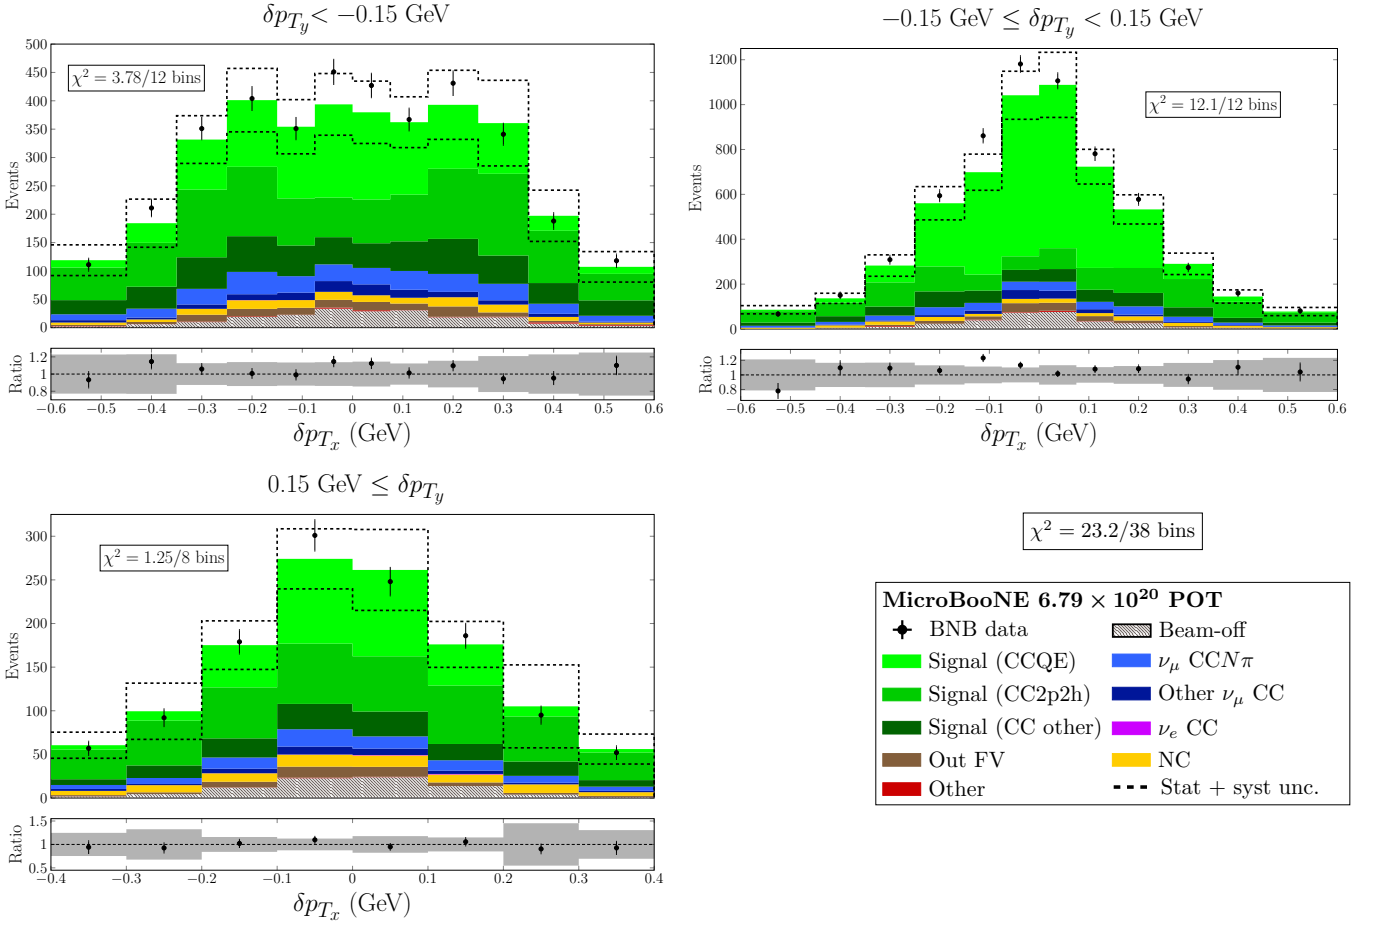 δp_{T_y} < −0.15 GeV
500
450
400
350
300
250
200
150
100
50
0
Events
χ² = 3.78/12 bins
1.2
1
0.8
Ratio
−0.6 −0.5 −0.4 −0.3 −0.2 −0.1 0 0.1 0.2 0.3 0.4 0.5 0.6
δp_{T_x} (GeV)
−0.15 GeV ≤ δp_{T_y} < 0.15 GeV
1200
1000
800
600
400
200
0
Events
χ² = 12.1/12 bins
1.2
1
0.8
Ratio
−0.6 −0.5 −0.4 −0.3 −0.2 −0.1 0 0.1 0.2 0.3 0.4 0.5 0.6
δp_{T_x} (GeV)
0.15 GeV ≤ δp_{T_y}
300
250
200
150
100
50
0
Events
χ² = 1.25/8 bins
1.5
1
0.5
Ratio
−0.4 −0.3 −0.2 −0.1 0 0.1 0.2 0.3 0.4
δp_{T_x} (GeV)
χ² = 23.2/38 bins
MicroBooNE 6.79 × 10²⁰ POT
BNB data
Beam-off
Signal (CCQE)
ν_μ CCNπ
Signal (CC2p2h)
Other ν_μ CC
Signal (CC other)
ν_e CC
Out FV
NC
Other
Stat + syst unc.